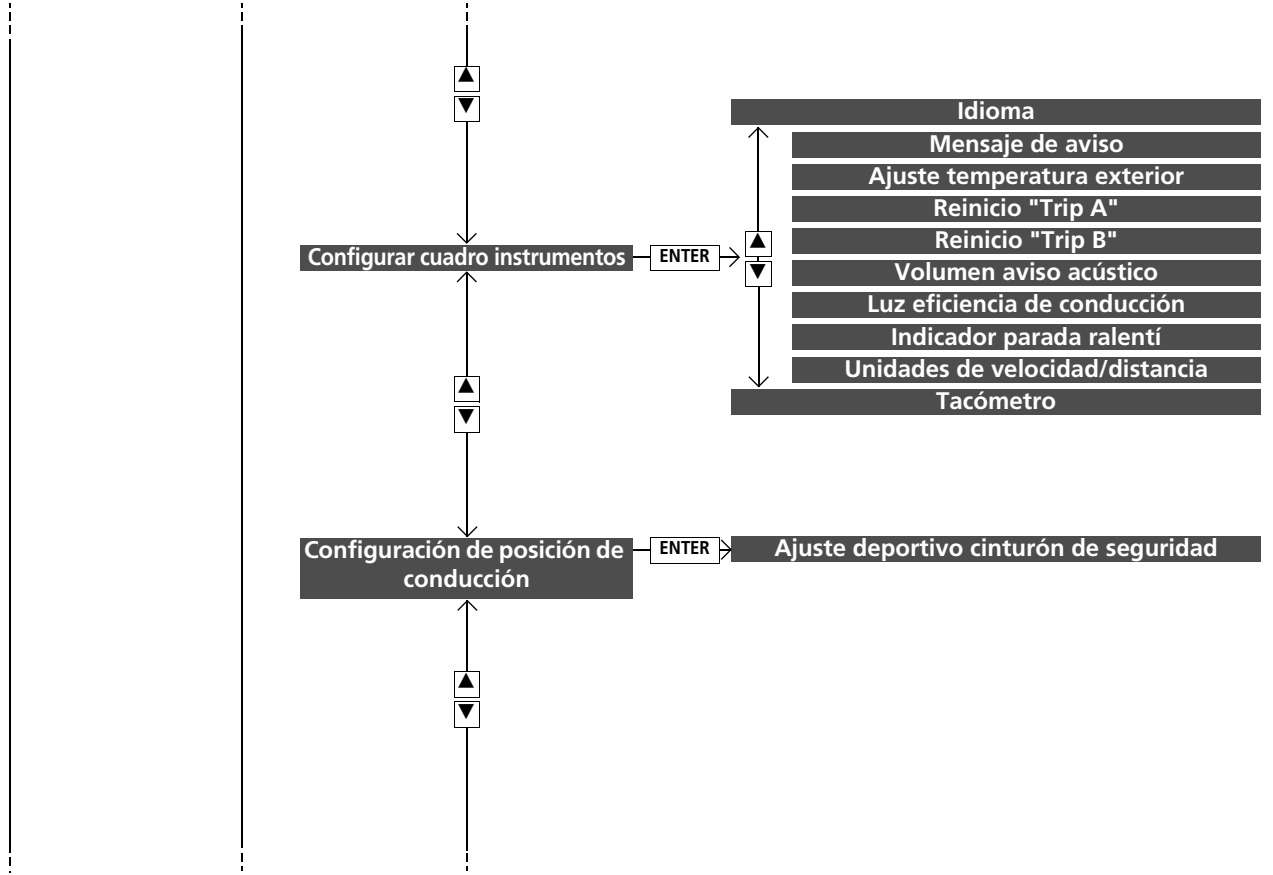 ▲
▼
Idioma
Mensaje de aviso
Ajuste temperatura exterior
Reinicio "Trip A"
Reinicio "Trip B"
Volumen aviso acústico
Luz eficiencia de conducción
Indicador parada ralentí
Unidades de velocidad/distancia
Tacómetro
Configurar cuadro instrumentos
ENTER
▲
▼
▲
▼
Configuración de posición de
conducción
ENTER
Ajuste deportivo cinturón de seguridad
▲
▼